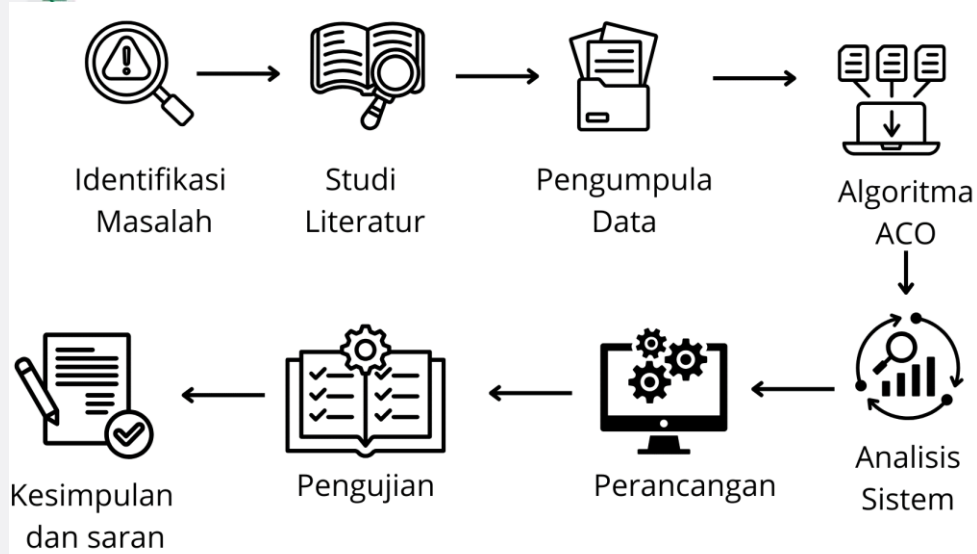 Identifikasi
Masalah
Studi
Literatur
Pengumpula
Data
Algoritma
ACO
Analisis
Sistem
Perancangan
Pengujian
Kesimpulan
dan saran